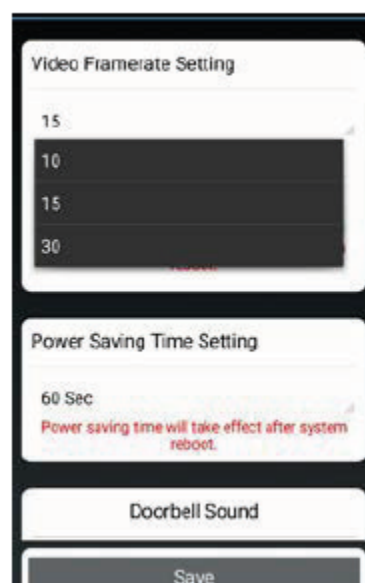 Video Framerate Setting
15
10
15
30
Power Saving Time Setting
60 Sec
Power saving time will take effect after system
reboot.
Doorbell Sound
Save